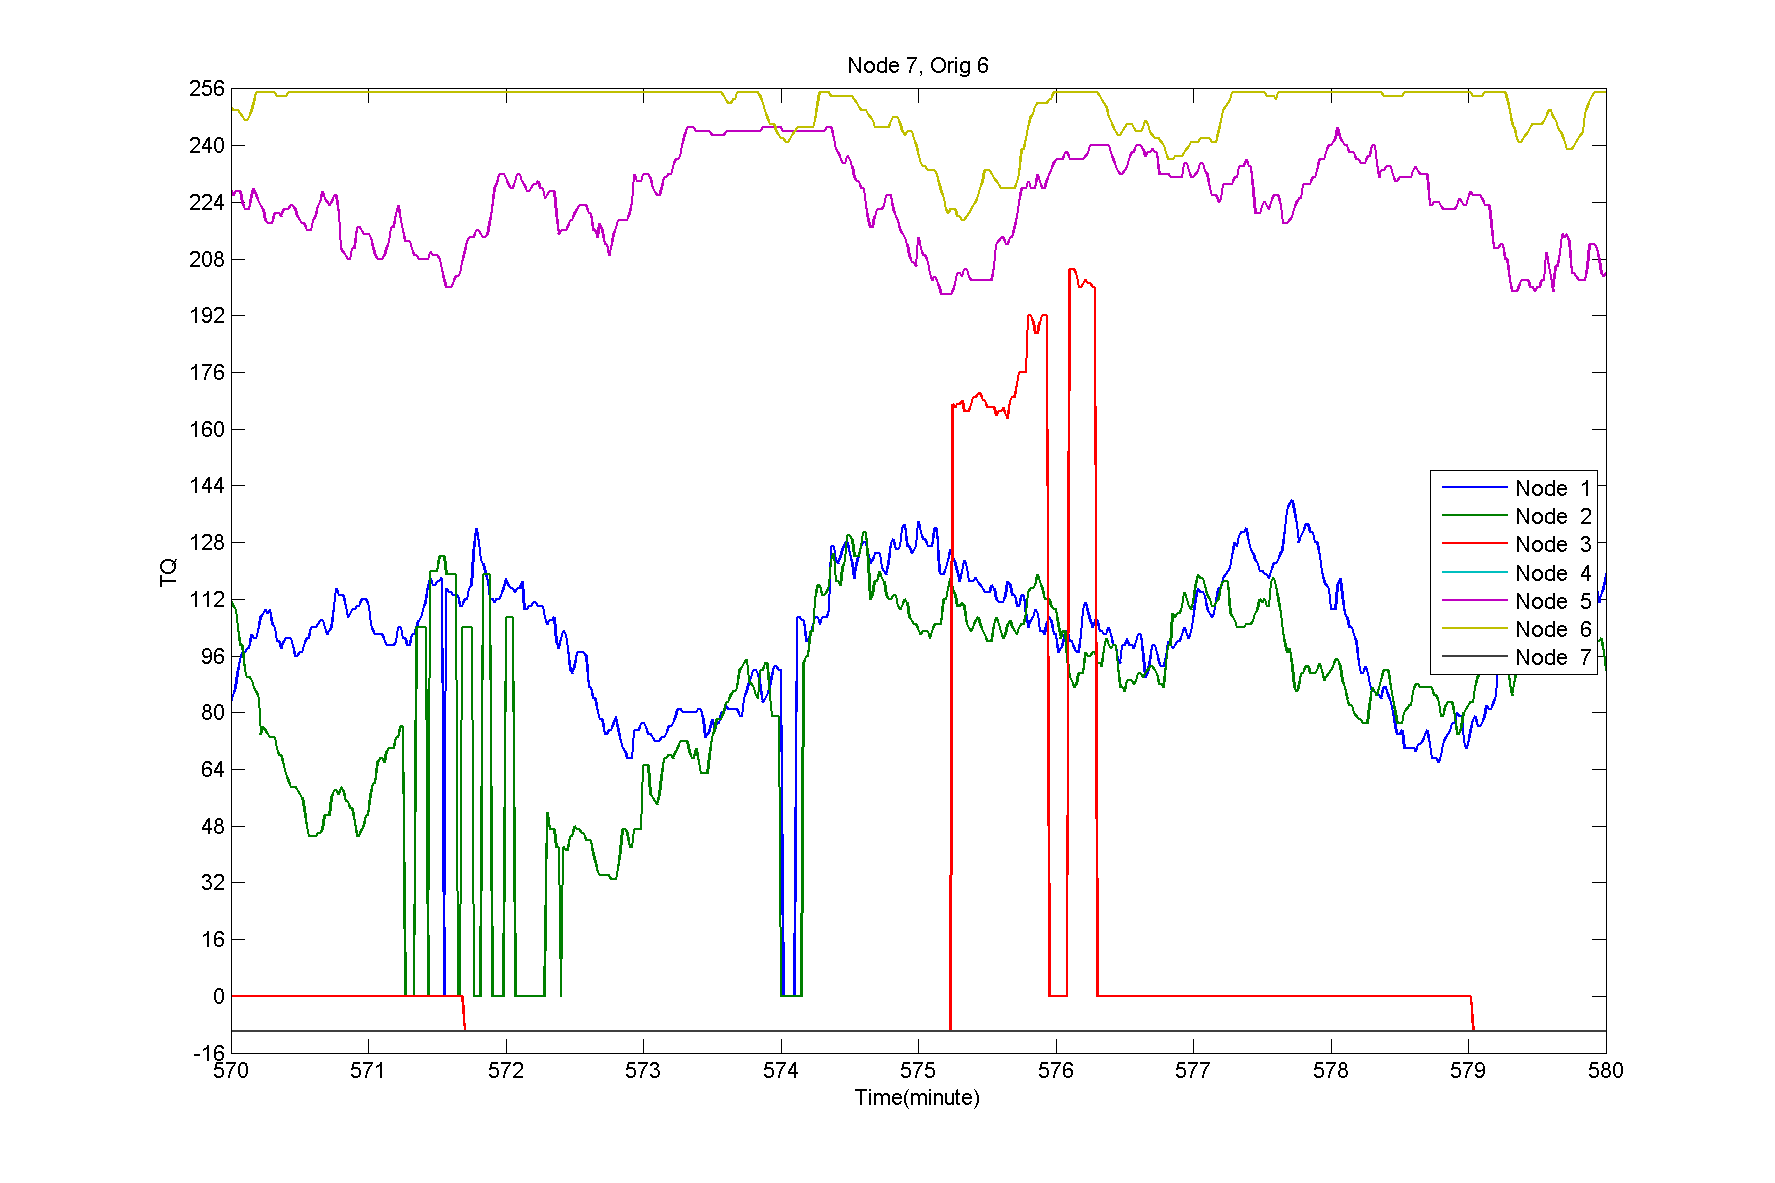 Node 7, Orig 6
256
240
224
208
192
176
160
144
128
112
96
80
64
48
32
16
0
-16
TQ
Node 1
Node 2
Node 3
Node 4
Node 5
Node 6
Node 7
570 571 572 573 574 575 576 577 578 579 580
Time(minute)